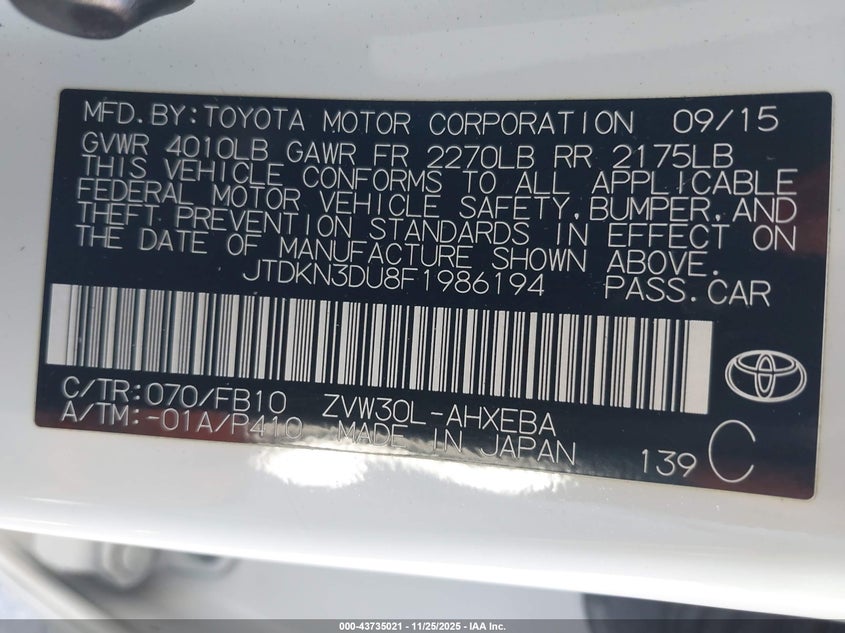 MFD.BY:TOYOTA MOTOR CORPORATION 09/15
GVWR 4010LB GAWR FR 2270LB RR 2175LB
THIS VEHICLE CONFORMS TO ALL APPLICABLE
FEDERAL MOTOR VEHICLE SAFETY,BUMPER,AND
THEFT PREVENTION STANDARDS IN EFFECT ON
THE DATE OF MANUFACTURE SHOWN ABOVE.
JTDKN3DU8F1986194 PASS.CAR
C/TR:070/FB10 ZVW30L-AHXEBA
A/TM:-01A/P410 MADE IN JAPAN 139 C
000-43735021 - 11/25/2025 - IAA Inc.